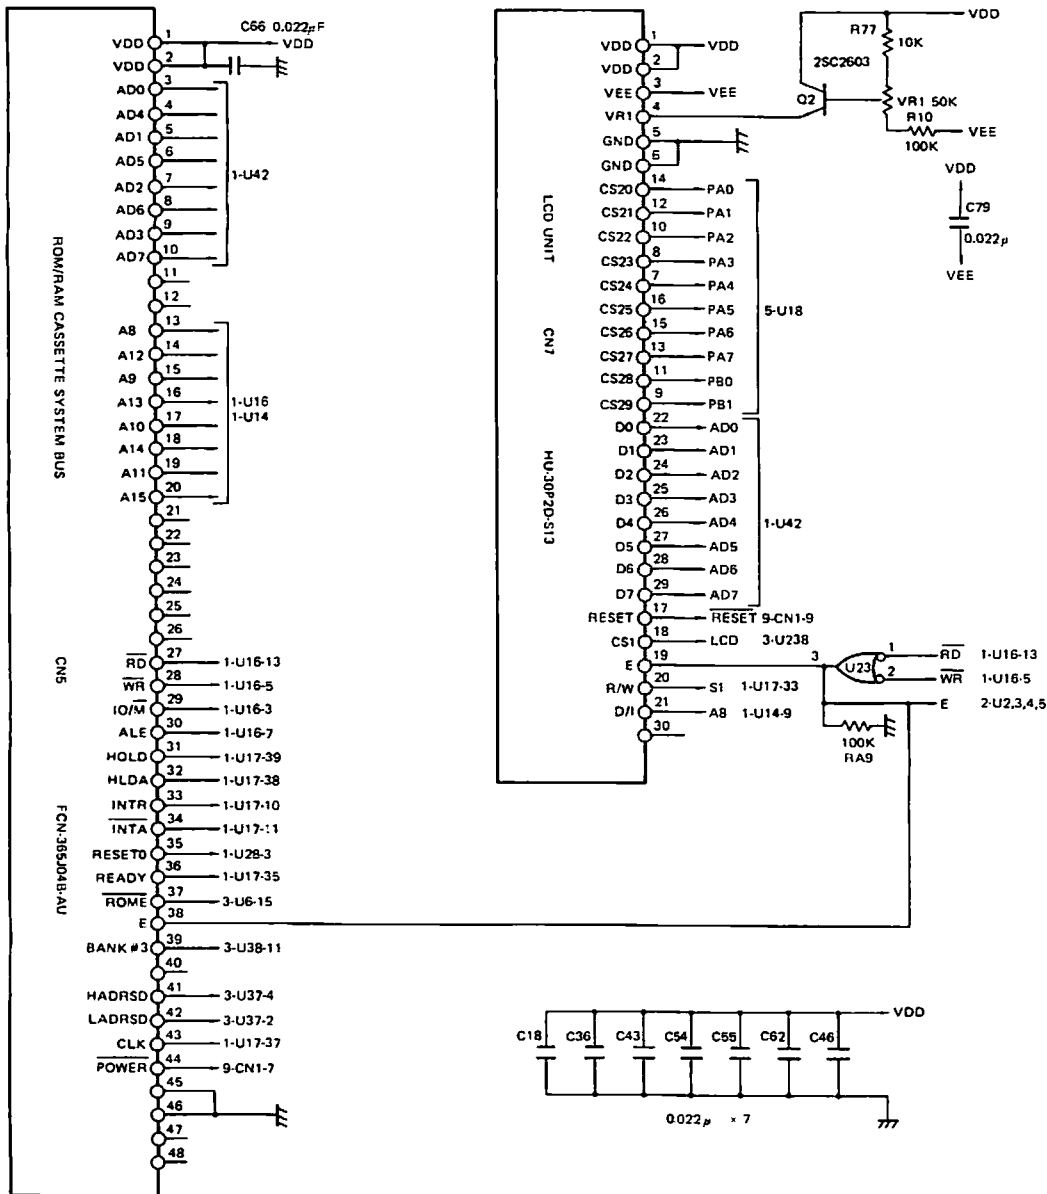 C66 0.022µF
VDD 1 VDD
VDD 2
AD0 3
AD4 4
AD1 5
AD5 6
AD2 7
AD6 8
AD3 9
AD7 10
1-U42
11
12
A8 13
A12 14
A9 15
A13 16
A10 17
A14 18
A11 19
A15 20
1-U16
1-U14
21
22
23
24
25
26
RD 27 1-U16-13
WR 28 1-U16-5
IO/M 29 1-U16-3
ALE 30 1-U16-7
HOLD 31 1-U17-39
HLDA 32 1-U17-38
INTR 33 1-U17-10
INTA 34 1-U17-11
RESET0 35 1-U28-3
READY 36 1-U17-35
ROME 37 3-U6-15
E 38
BANK #3 39 3-U38-11
40
HADRSD 41 3-U37-4
LADRSD 42 3-U37-2
CLK 43 1-U17-37
POWER 44 9-CN1-7
45
46
47
48
ROM/RAM CASSETTE SYSTEM BUS
CN5
FCN-365J048-AU
VDD 1 VDD
VDD 2
VEE 3 VEE
VR1 4
GND 5
GND 6
CS20 14 PA0
CS21 12 PA1
CS22 10 PA2
CS23 8 PA3
CS24 7 PA4
CS25 16 PA5
CS26 15 PA6
CS27 13 PA7
CS28 11 PB0
CS29 9 PB1
5-U18
D0 22 AD0
D1 23 AD1
D2 24 AD2
D3 25 AD3
D4 26 AD4
D5 27 AD5
D6 28 AD6
D7 29 AD7
1-U42
RESET 17 RESET 9-CN1-9
CS1 18 LCD 3-U238
E 19
R/W 20 S1 1-U17-33
D/I 21 A8 1-U14-9
30
LCD UNIT
CN7
HU-30P2D-S13
VDD
R77
10K
2SC2603
Q2
VR1 50K
R10
100K
VEE
VDD
C79
0.022µ
VEE
3 U23 1 RD 1-U16-13
2 WR 1-U16-5
E 2-U2,3,4,5
100K
RA9
VDD
C18 C36 C43 C54 C55 C62 C46
0.022µ × 7